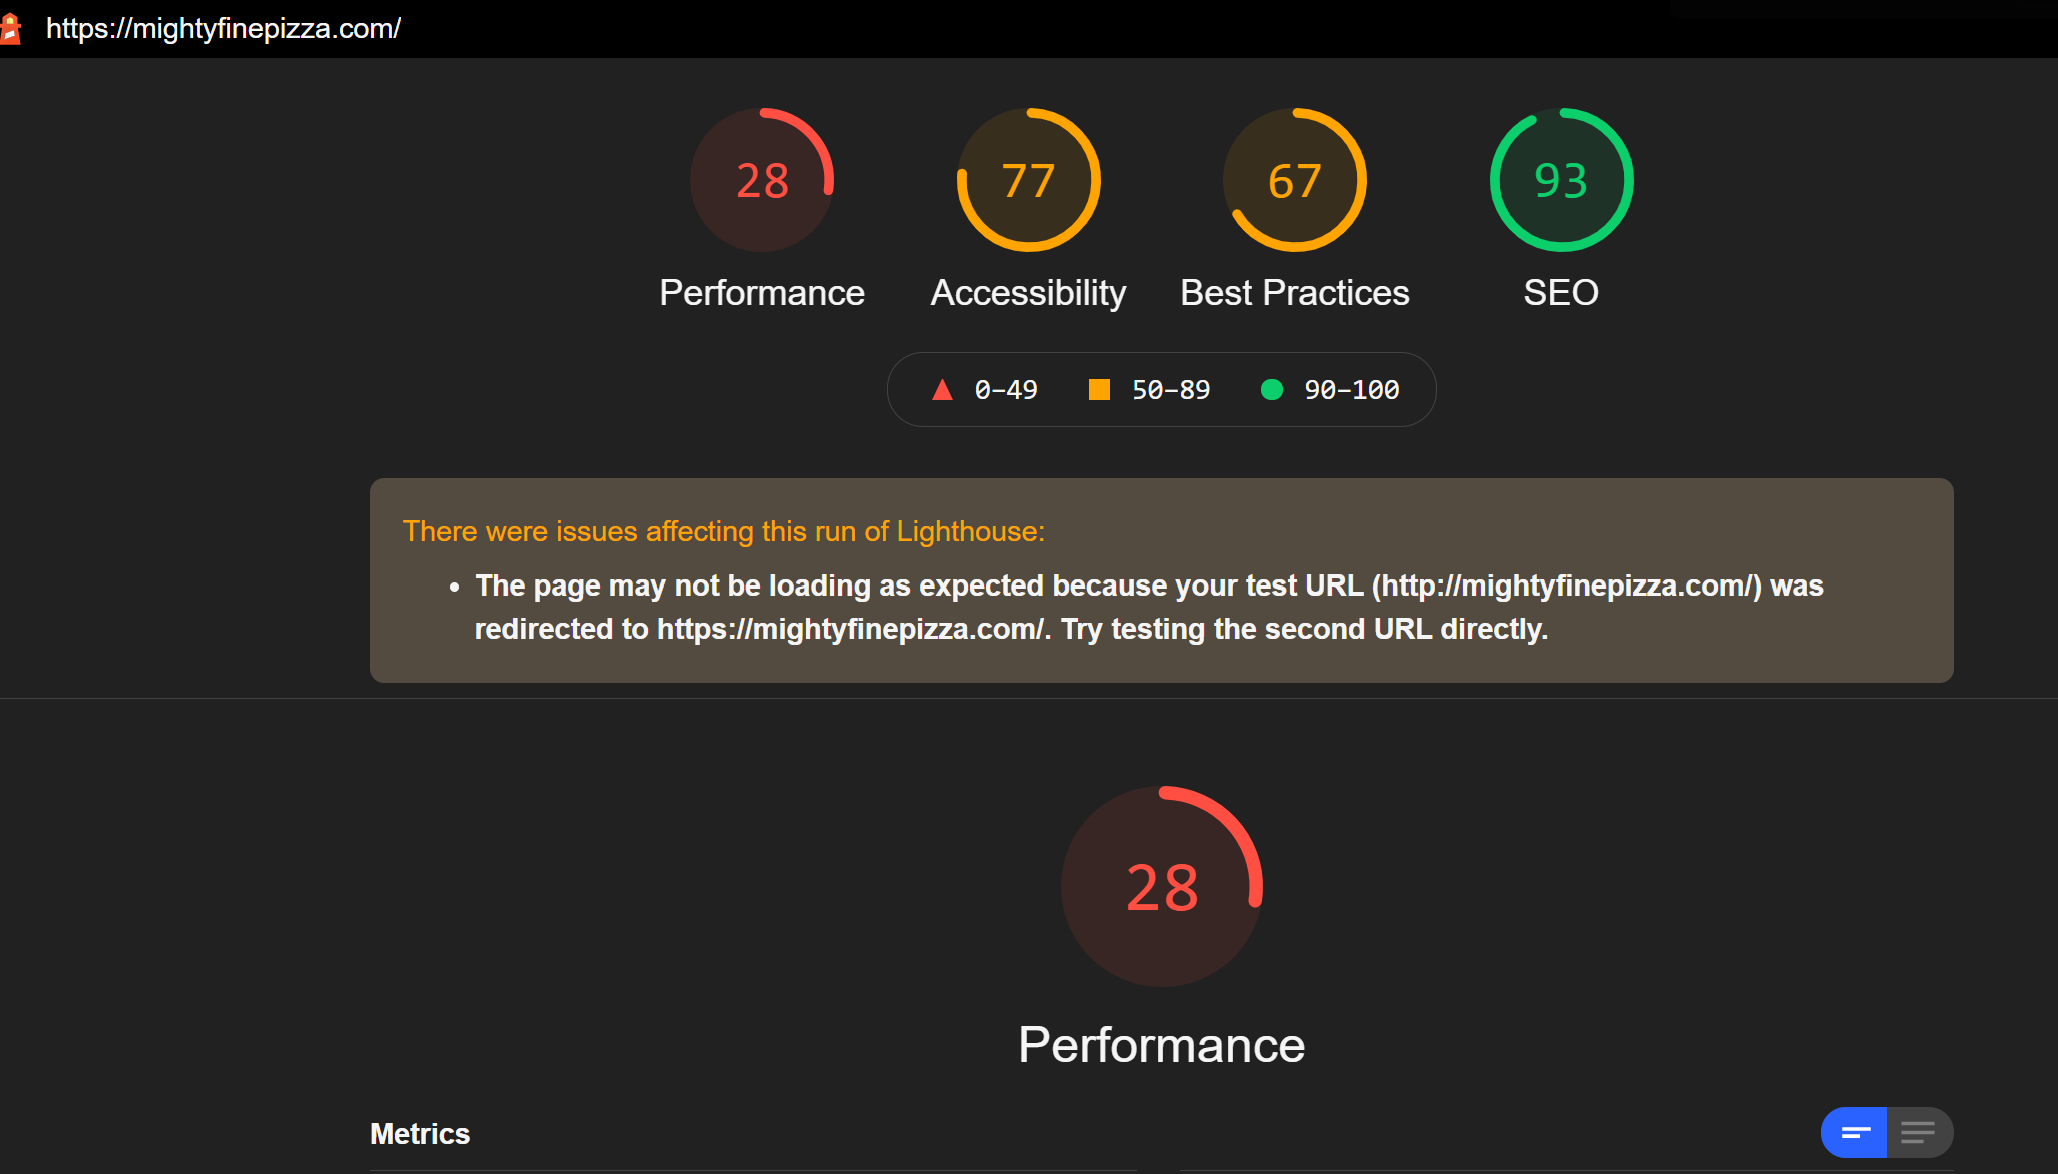 https://mightyfinepizza.com/
28 77 67 93
Performance Accessibility Best Practices SEO
0–49 50–89 90–100
There were issues affecting this run of Lighthouse:
• The page may not be loading as expected because your test URL (http://mightyfinepizza.com/) was
redirected to https://mightyfinepizza.com/. Try testing the second URL directly.
28
Performance
Metrics